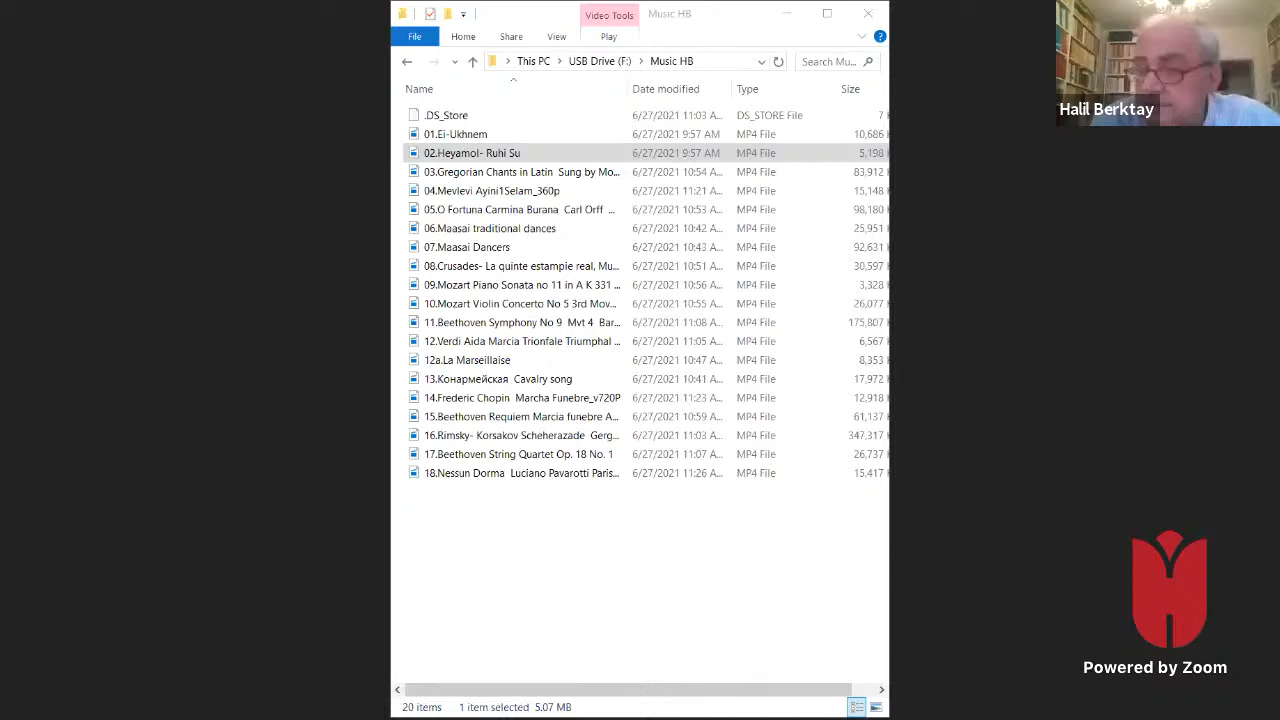 Video Tools Music HB
File Home Share View Play
This PC USB Drive (F:) Music HB Search Mu...
Name Date modified Type Size
.DS_Store 6/27/2021 11:03 A... DS_STORE File 7
01.Ei-Ukhnem 6/27/2021 9:57 AM MP4 File 10,686
02.Heyamol- Ruhi Su 6/27/2021 9:57 AM MP4 File 5,198
03.Gregorian Chants in Latin Sung by Mo... 6/27/2021 10:54 A... MP4 File 83,912
04.Mevlevi Ayini1Selam_360p 6/27/2021 11:21 A... MP4 File 15,148
05.O Fortuna Carmina Burana Carl Orff ... 6/27/2021 10:53 A... MP4 File 98,180
06.Maasai traditional dances 6/27/2021 10:42 A... MP4 File 25,951
07.Maasai Dancers 6/27/2021 10:43 A... MP4 File 92,631
08.Crusades- La quinte estampie real, Mu... 6/27/2021 10:51 A... MP4 File 30,597
09.Mozart Piano Sonata no 11 in A K 331 ... 6/27/2021 10:56 A... MP4 File 3,328
10.Mozart Violin Concerto No 5 3rd Mov... 6/27/2021 10:55 A... MP4 File 26,077
11.Beethoven Symphony No 9 Mvt 4 Bar... 6/27/2021 11:08 A... MP4 File 175,807
12.Verdi Aida Marcia Trionfale Triumphal ... 6/27/2021 11:05 A... MP4 File 6,567
12a.La Marseillaise 6/27/2021 10:47 A... MP4 File 8,353
13.Конармейская Cavalry song 6/27/2021 10:41 A... MP4 File 17,972
14.Frederic Chopin Marcha Funebre_v720P 6/27/2021 11:23 A... MP4 File 12,918
15.Beethoven Requiem Marcia funebre A... 6/27/2021 10:59 A... MP4 File 61,137
16.Rimsky- Korsakov Scheherazade Gerg... 6/27/2021 11:03 A... MP4 File 347,317
17.Beethoven String Quartet Op. 18 No. 1 6/27/2021 11:07 A... MP4 File 26,737
18.Nessun Dorma Luciano Pavarotti Paris... 6/27/2021 11:26 A... MP4 File 15,417
20 items 1 item selected 5.07 MB
Halil Berktay
Powered by Zoom